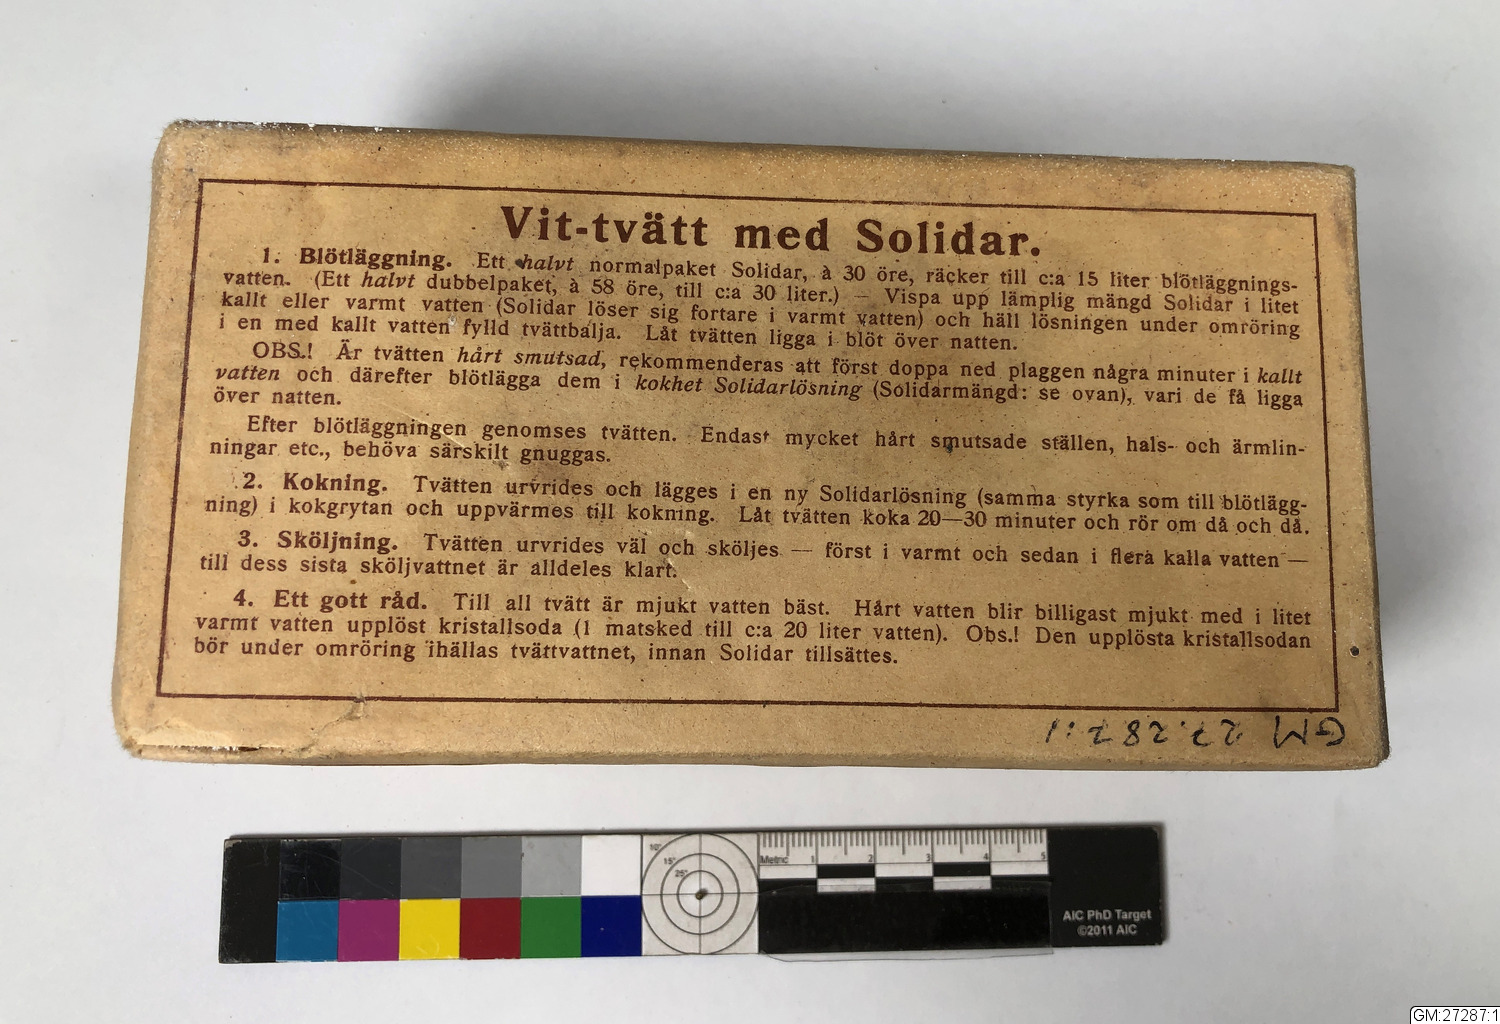 Vit-tvätt med Solidar.
1. Blötläggning. Ett halvt normalpaket Solidar, à 30 öre, räcker till c:a 15 liter blötläggnings-
vatten. (Ett halvt dubbelpaket, à 58 öre, till c:a 30 liter.) — Vispa upp lämplig mängd Solidar i litet
kallt eller varmt vatten (Solidar löser sig fortare i varmt vatten) och häll lösningen under omröring
i en med kallt vatten fylld tvättbalja. Låt tvätten ligga i blöt över natten.
OBS.! Är tvätten hårt smutsad, rekommenderas att först doppa ned plaggen några minuter i kallt
vatten och därefter blötlägga dem i kokhet Solidarlösning (Solidarmängd: se ovan), vari de få ligga
över natten.
Efter blötläggningen genomses tvätten. Endast mycket hårt smutsade ställen, hals- och ärmlin-
ningar etc., behöva särskilt gnuggas.
2. Kokning. Tvätten urvrides och lägges i en ny Solidarlösning (samma styrka som till blötlägg-
ning) i kokgrytan och uppvärmes till kokning. Låt tvätten koka 20—30 minuter och rör om då och då.
3. Sköljning. Tvätten urvrides väl och sköljes — först i varmt och sedan i flera kalla vatten —
till dess sista sköljvattnet är alldeles klart.
4. Ett gott råd. Till all tvätt är mjukt vatten bäst. Hårt vatten blir billigast mjukt med i litet
varmt vatten upplöst kristallsoda (1 matsked till c:a 20 liter vatten). Obs.! Den upplösta kristallsodan
bör under omröring ihällas tvättvattnet, innan Solidar tillsättes.
GM 27.287:1
10°
15°
25°
Metric 1 2 3 4 5
AIC PhD Target
©2011 AIC
GM:27287:1